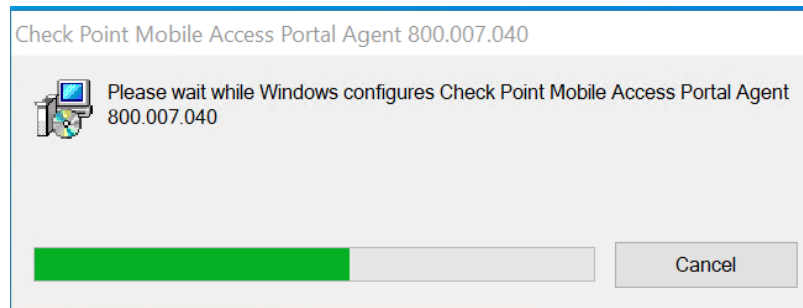 Check Point Mobile Access Portal Agent 800.007.040
Please wait while Windows configures Check Point Mobile Access Portal Agent
800.007.040
Cancel